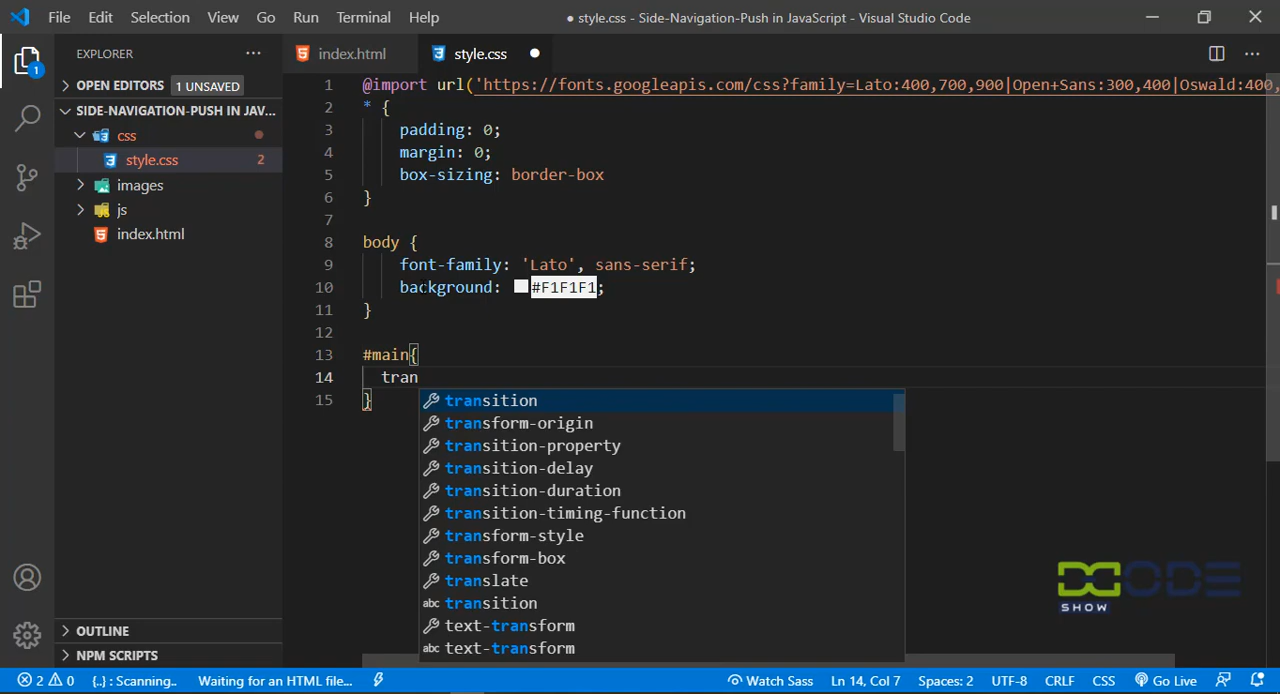 File Edit Selection View Go Run Terminal Help
● style.css - Side-Navigation-Push in JavaScript - Visual Studio Code
EXPLORER ...
index.html
style.css
1
OPEN EDITORS 1 UNSAVED
SIDE-NAVIGATION-PUSH IN JAV...
css
style.css 2
images
js
index.html
1 @import url('https://fonts.googleapis.com/css?family=Lato:400,700,900|Open+Sans:300,400|Oswald:400,
2 * {
3 padding: 0;
4 margin: 0;
5 box-sizing: border-box
6 }
7
8 body {
9 font-family: 'Lato', sans-serif;
10 background: #F1F1F1;
11 }
12
13 #main{
14 tran
15 }
transition
transform-origin
transition-property
transition-delay
transition-duration
transition-timing-function
transform-style
transform-box
translate
abc transition
text-transform
abc text-transform
DCODE
SHOW
OUTLINE
NPM SCRIPTS
2 0 {..} : Scanning.. Waiting for an HTML file... Watch Sass Ln 14, Col 7 Spaces: 2 UTF-8 CRLF CSS Go Live